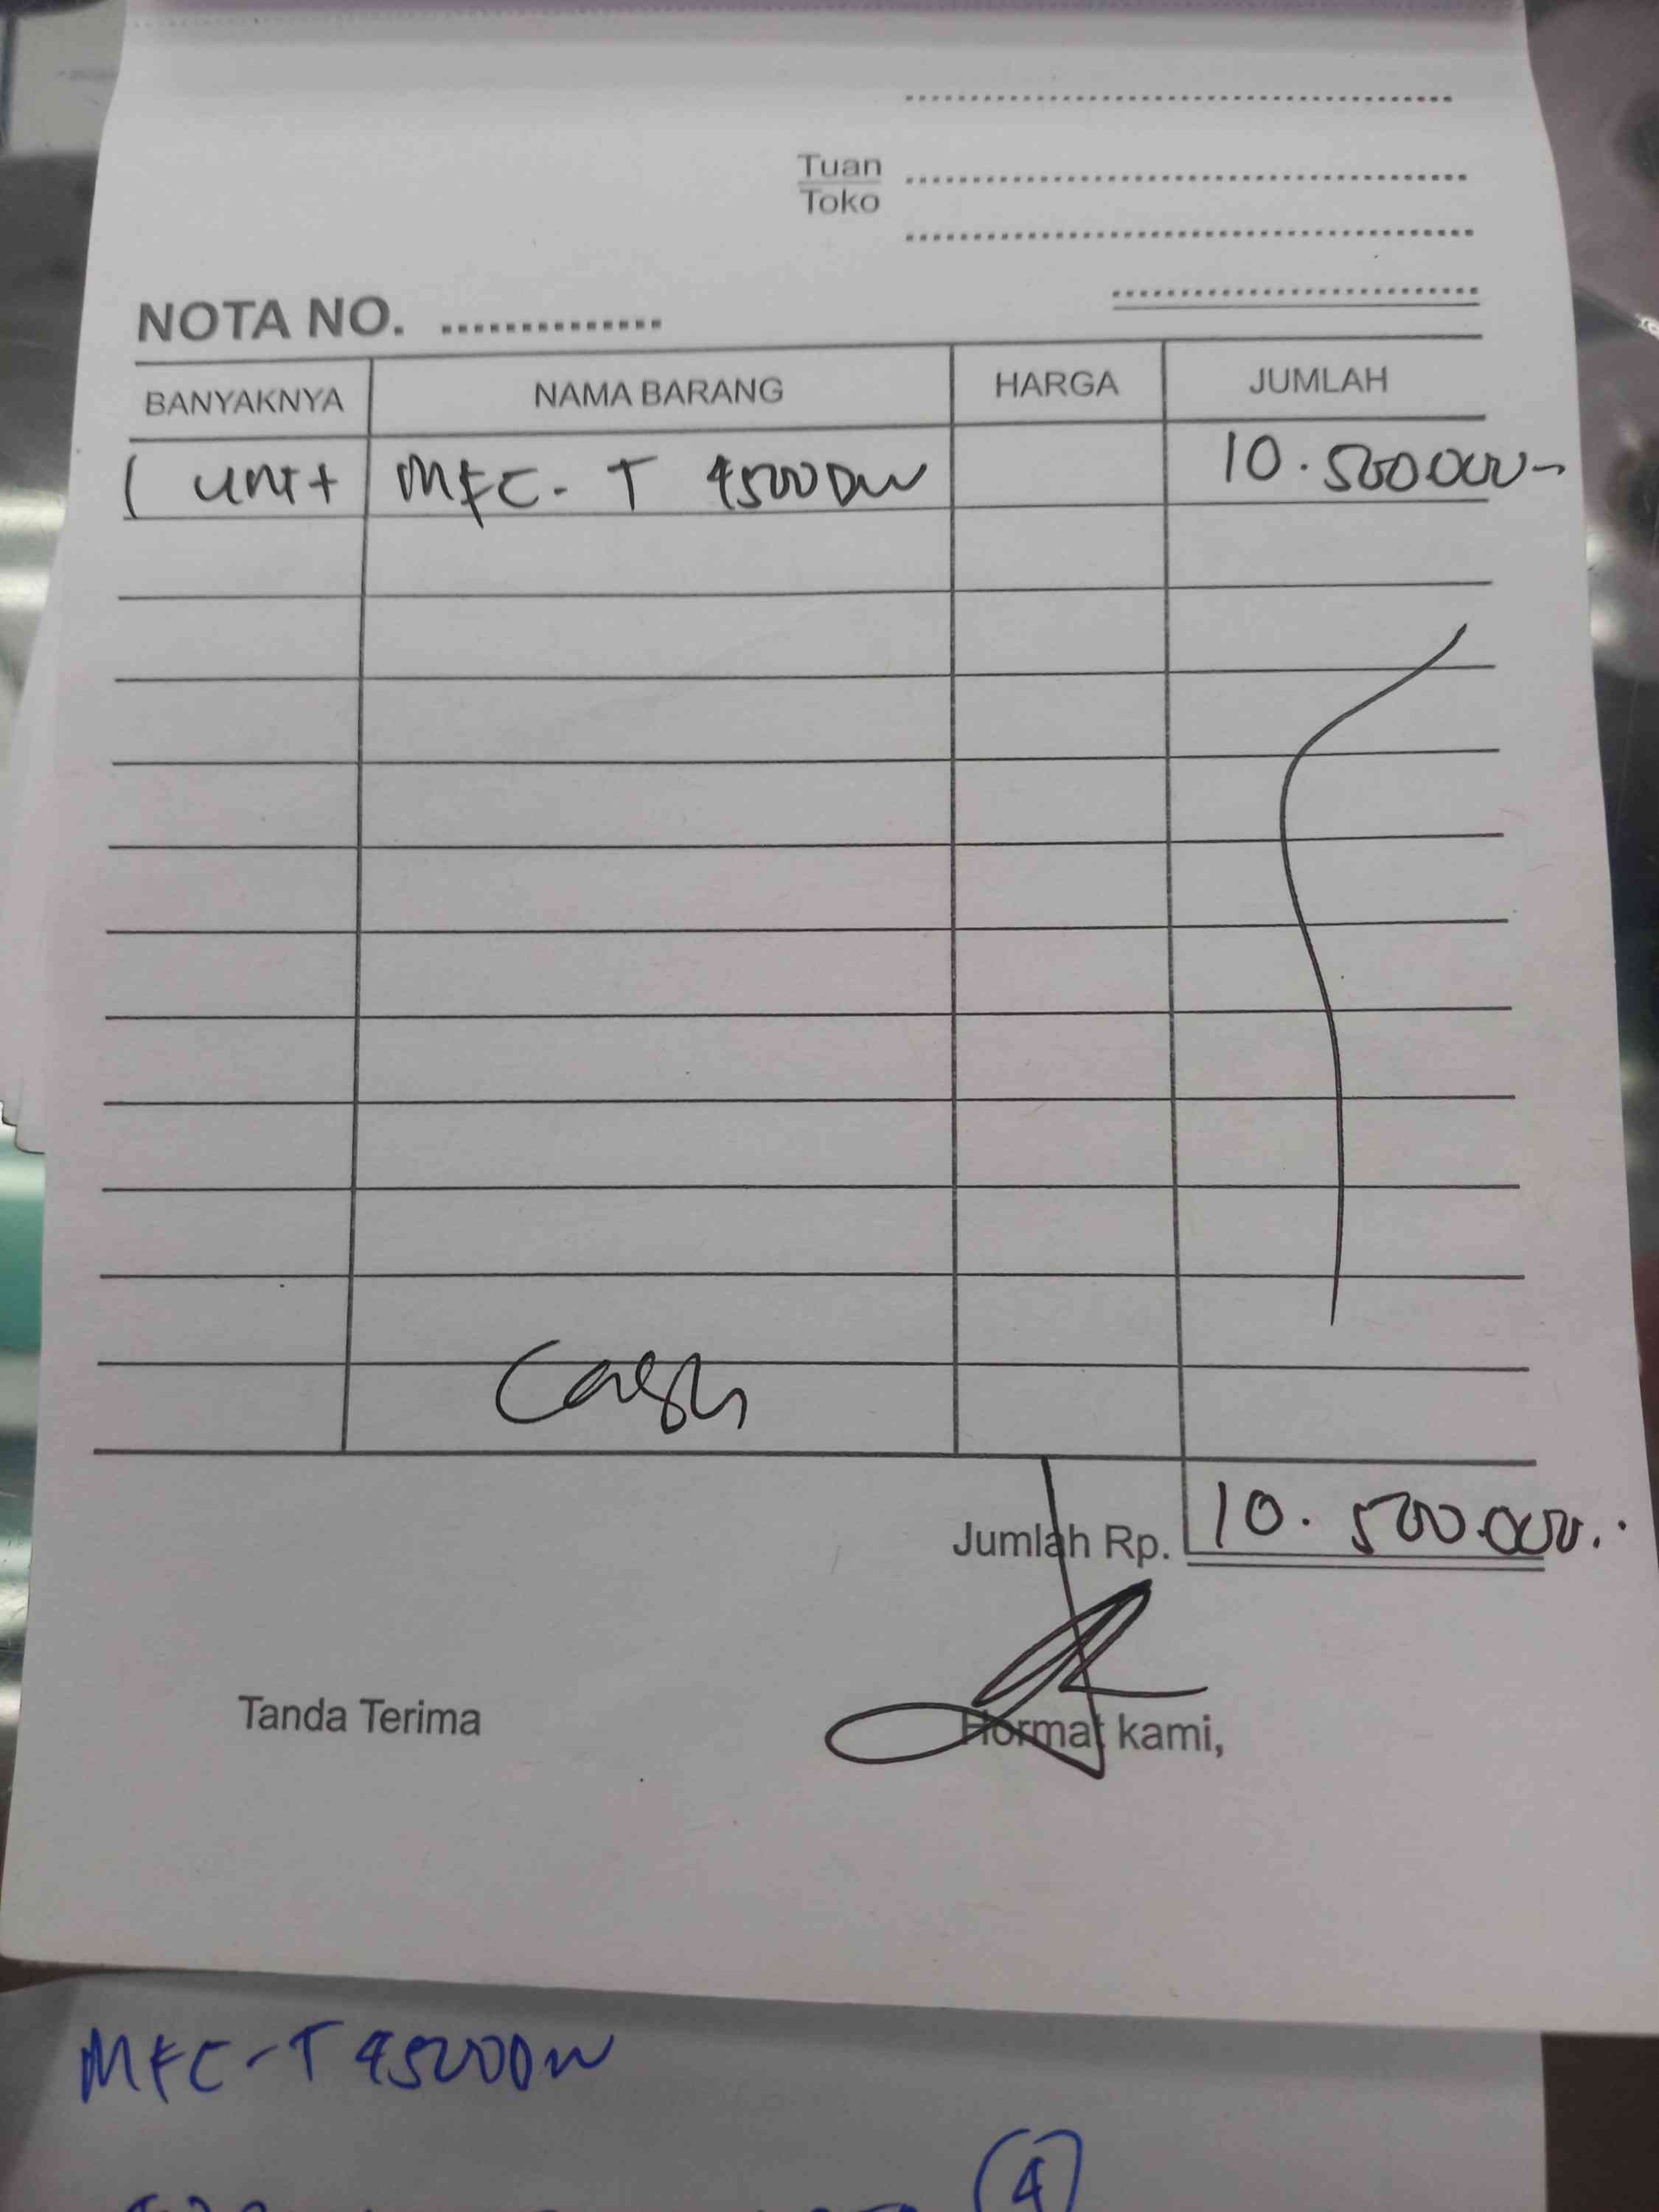 Tuan
Toko
NOTA NO. ..............
BANYAKNYA NAMA BARANG HARGA JUMLAH
1 unit MFC-T 4500DW 10.500.000-
Cash
Jumlah Rp. 10.500.000..
Tanda Terima Hormat kami,
MFC-T 4500DW
4